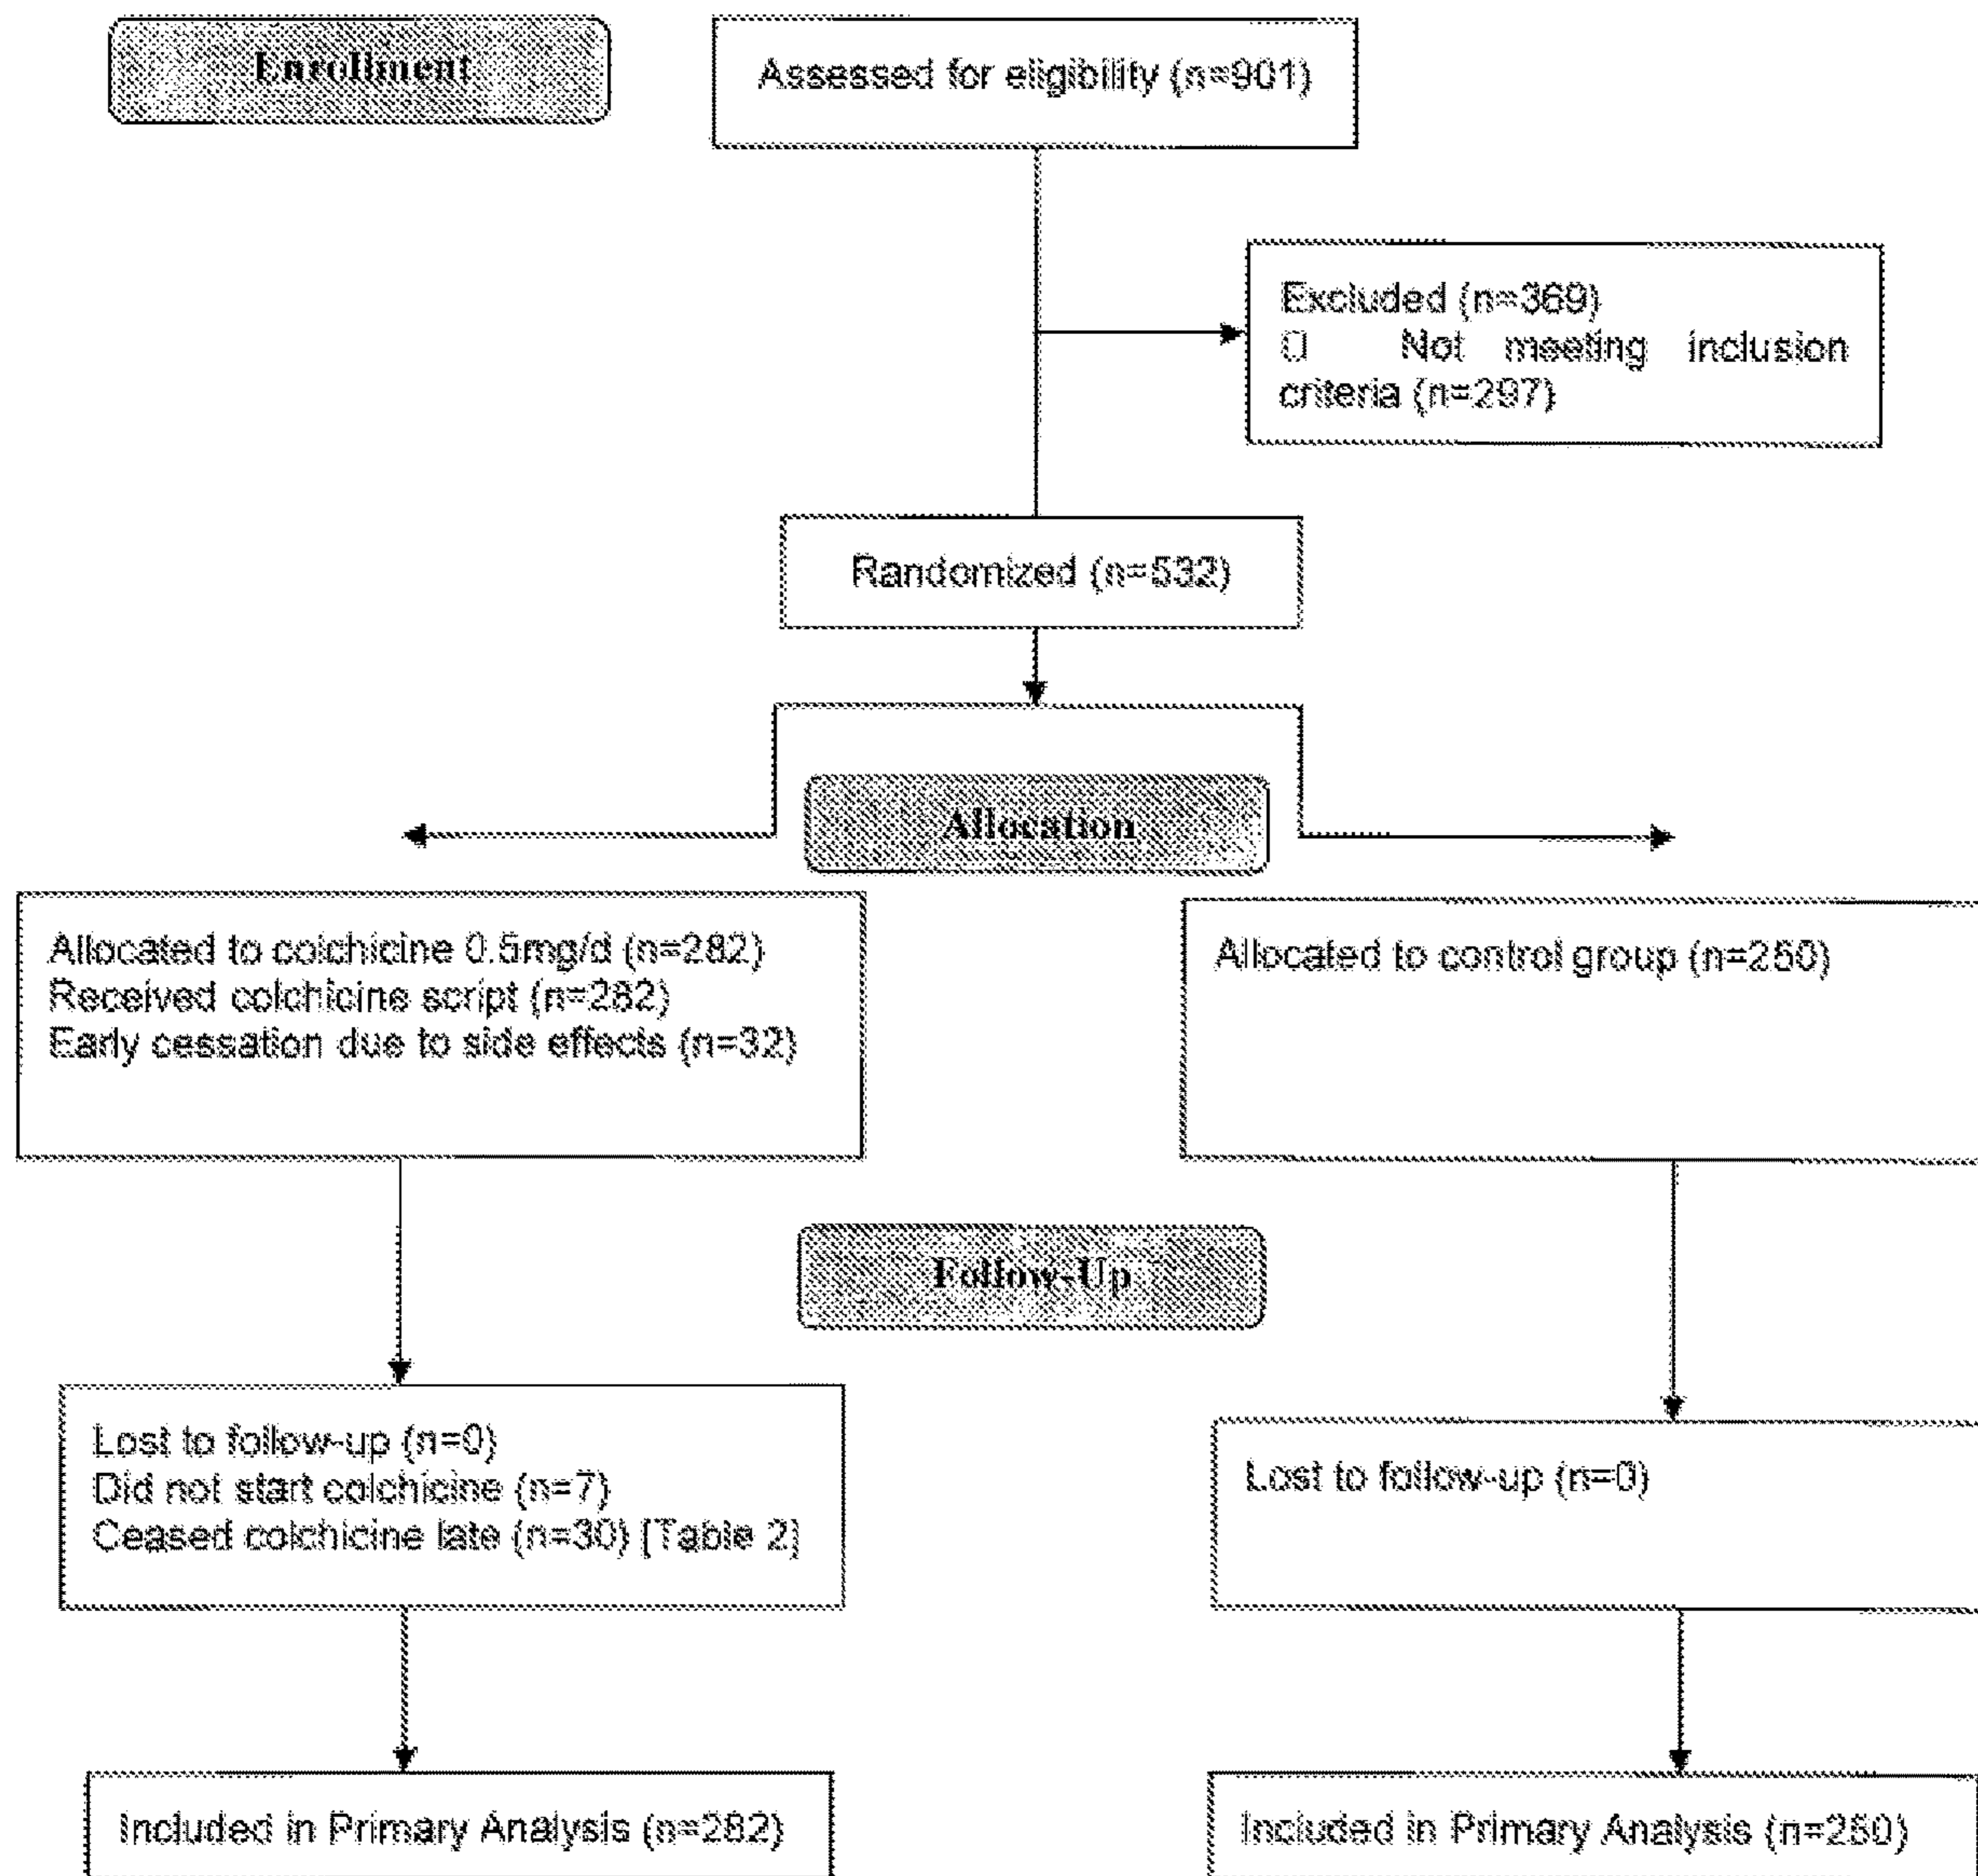 Enrollment
Assessed for eligibility (n=901)
Excluded (n=369)
Not meeting inclusion
criteria (n=297)
Randomized (n=532)
Allocation
Allocated to colchicine 0.5mg/d (n=282)
Received colchicine script (n=282)
Early cessation due to side effects (n=32)
Allocated to control group (n=250)
Follow-Up
Lost to follow-up (n=0)
Did not start colchicine (n=7)
Ceased colchicine late (n=30) [Table 2]
Lost to follow-up (n=0)
Included in Primary Analysis (n=282)
Included in Primary Analysis (n=250)